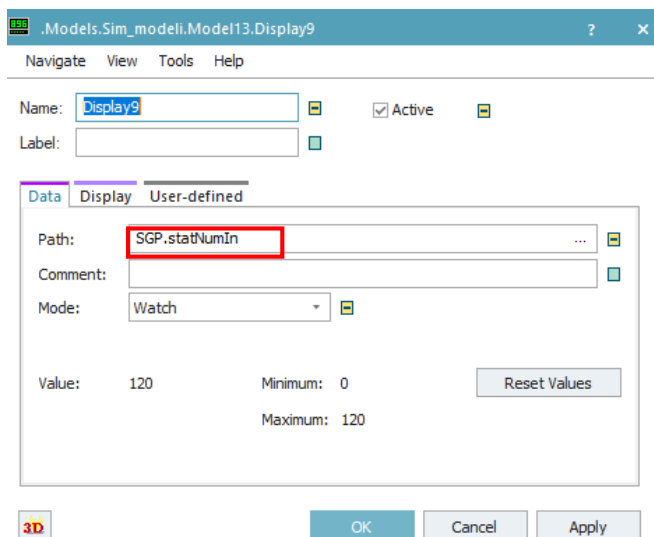 .Models.Sim_modeli.Model13.Display9 ? ×
Navigate View Tools Help
Name: Display9 Active
Label:
Data Display User-defined
Path: SGP.statNumIn ...
Comment:
Mode: Watch
Value: 120 Minimum: 0 Reset Values
Maximum: 120
3D OK Cancel Apply